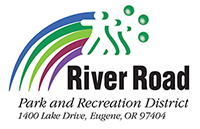 River Road
Park and Recreation District
1400 Lake Drive, Eugene, OR 97404